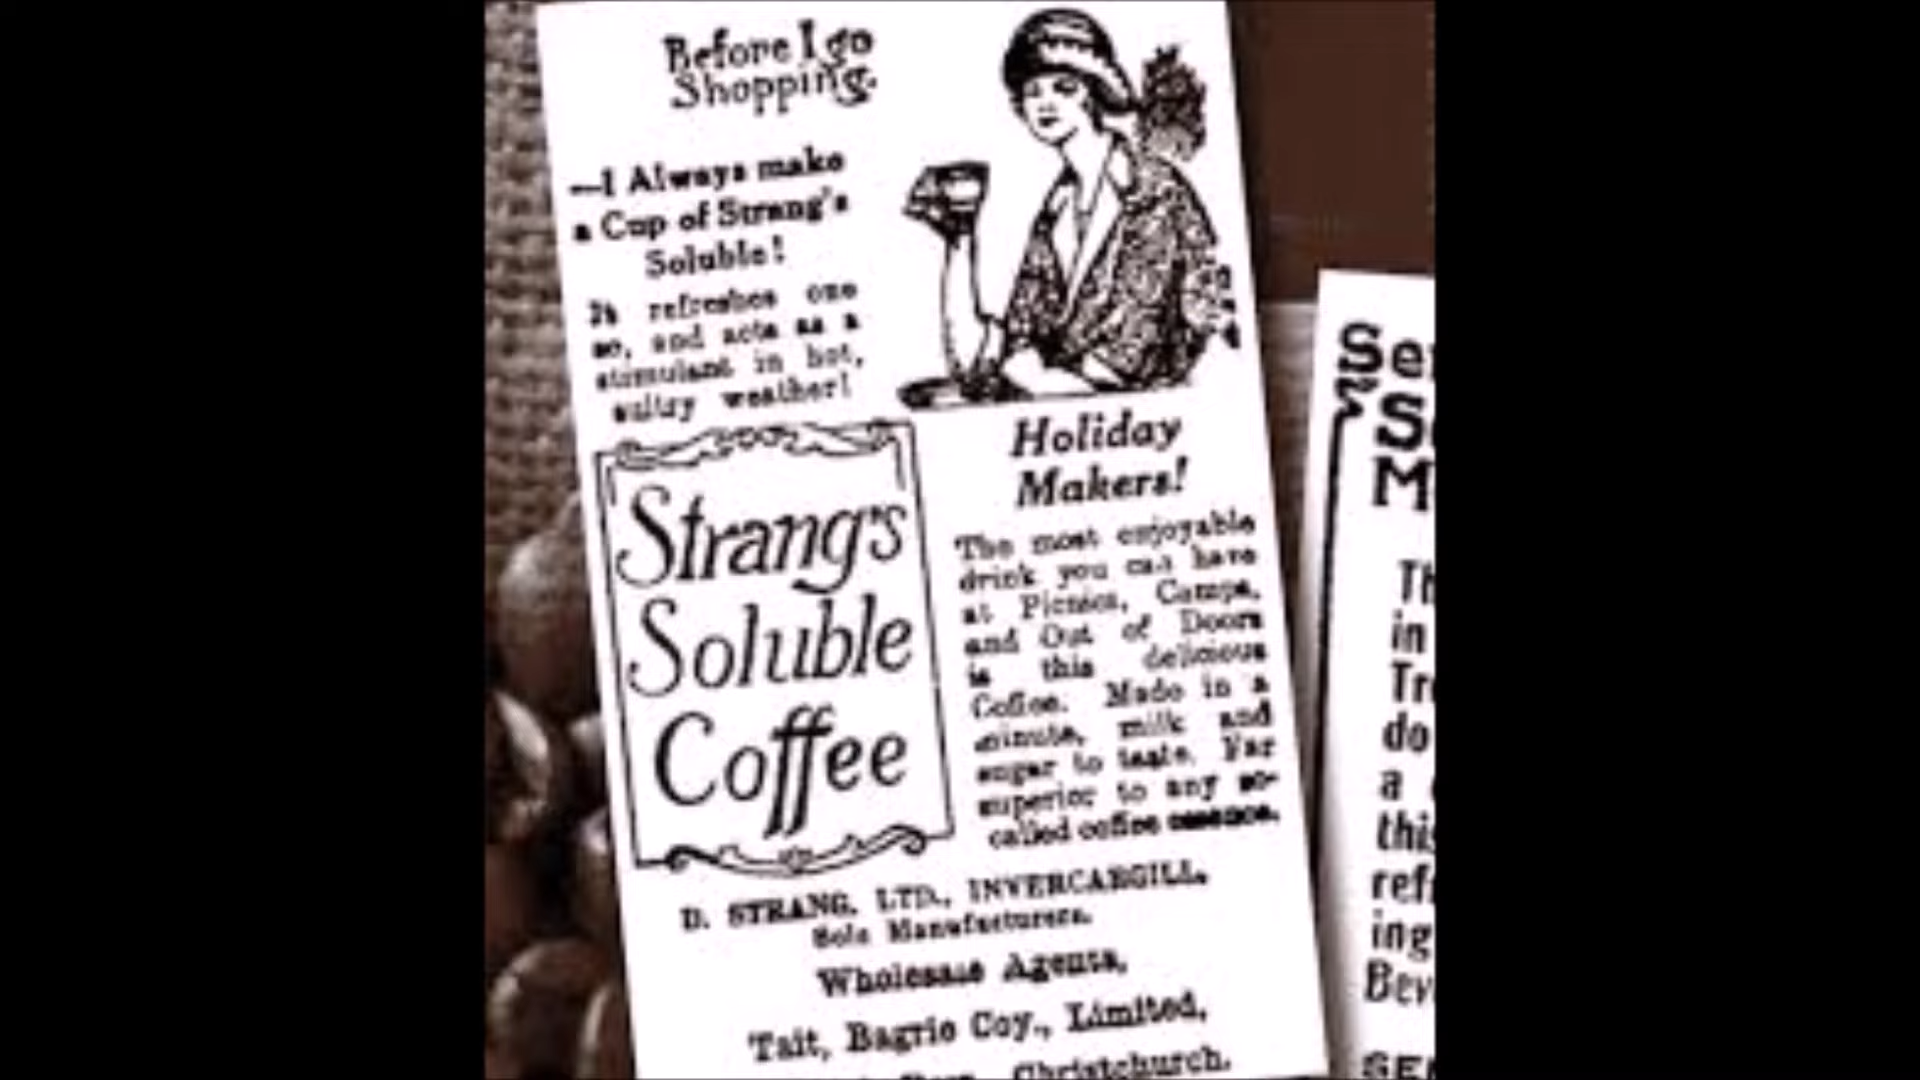 Before I go
Shopping.
—I Always make
a Cup of Strang's
Soluble!
It refreshes one
so, and acts as a
stimulant in hot,
sultry weather!
Strang's
Soluble
Coffee
Holiday
Makers!
The most enjoyable
drink you can have
at Picnics, Camps,
and Out of Doors
is this delicious
Coffee. Made in a
minute, milk and
sugar to taste. Far
superior to any so-
called coffee essence.
D. STRANG, LTD., INVERCARGILL,
Sole Manufacturers.
Wholesale Agents,
Tait, Bagrie Coy., Limited,
Christchurch.
Se
S
M
Th
in
Tr
do
a
this
ref
ing
Bev
SE